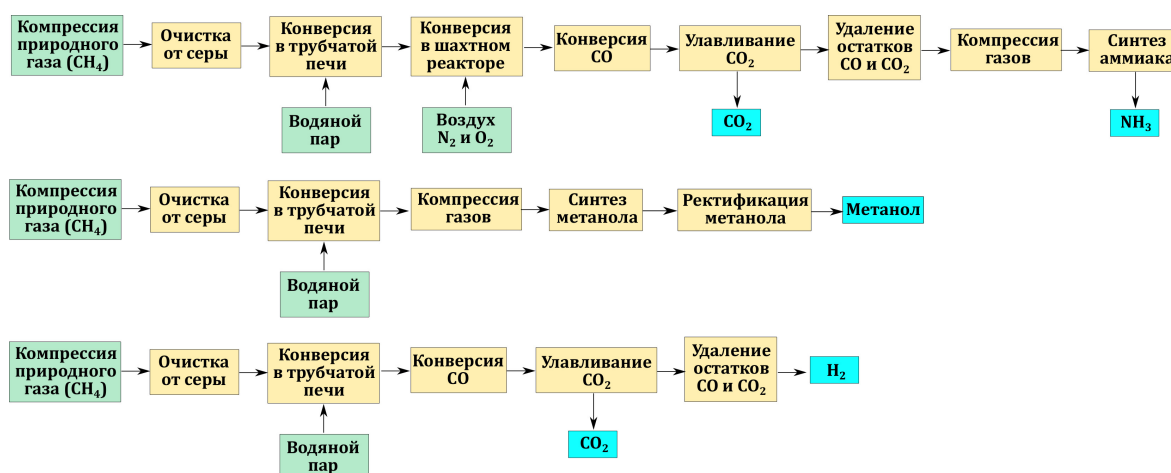 Компрессия
природного
газа (CH₄)
Очистка
от серы
Конверсия
в трубчатой
печи
Конверсия
в шахтном
реакторе
Конверсия
CO
Улавливание
CO₂
Удаление
остатков
CO и CO₂
Компрессия
газов
Синтез
аммиака
Водяной
пар
Воздух
N₂ и O₂
CO₂
NH₃
Компрессия
природного
газа (CH₄)
Очистка
от серы
Конверсия
в трубчатой
печи
Компрессия
газов
Синтез
метанола
Ректификация
метанола
Метанол
Водяной
пар
Компрессия
природного
газа (CH₄)
Очистка
от серы
Конверсия
в трубчатой
печи
Конверсия
CO
Улавливание
CO₂
Удаление
остатков
CO и CO₂
H₂
Водяной
пар
CO₂